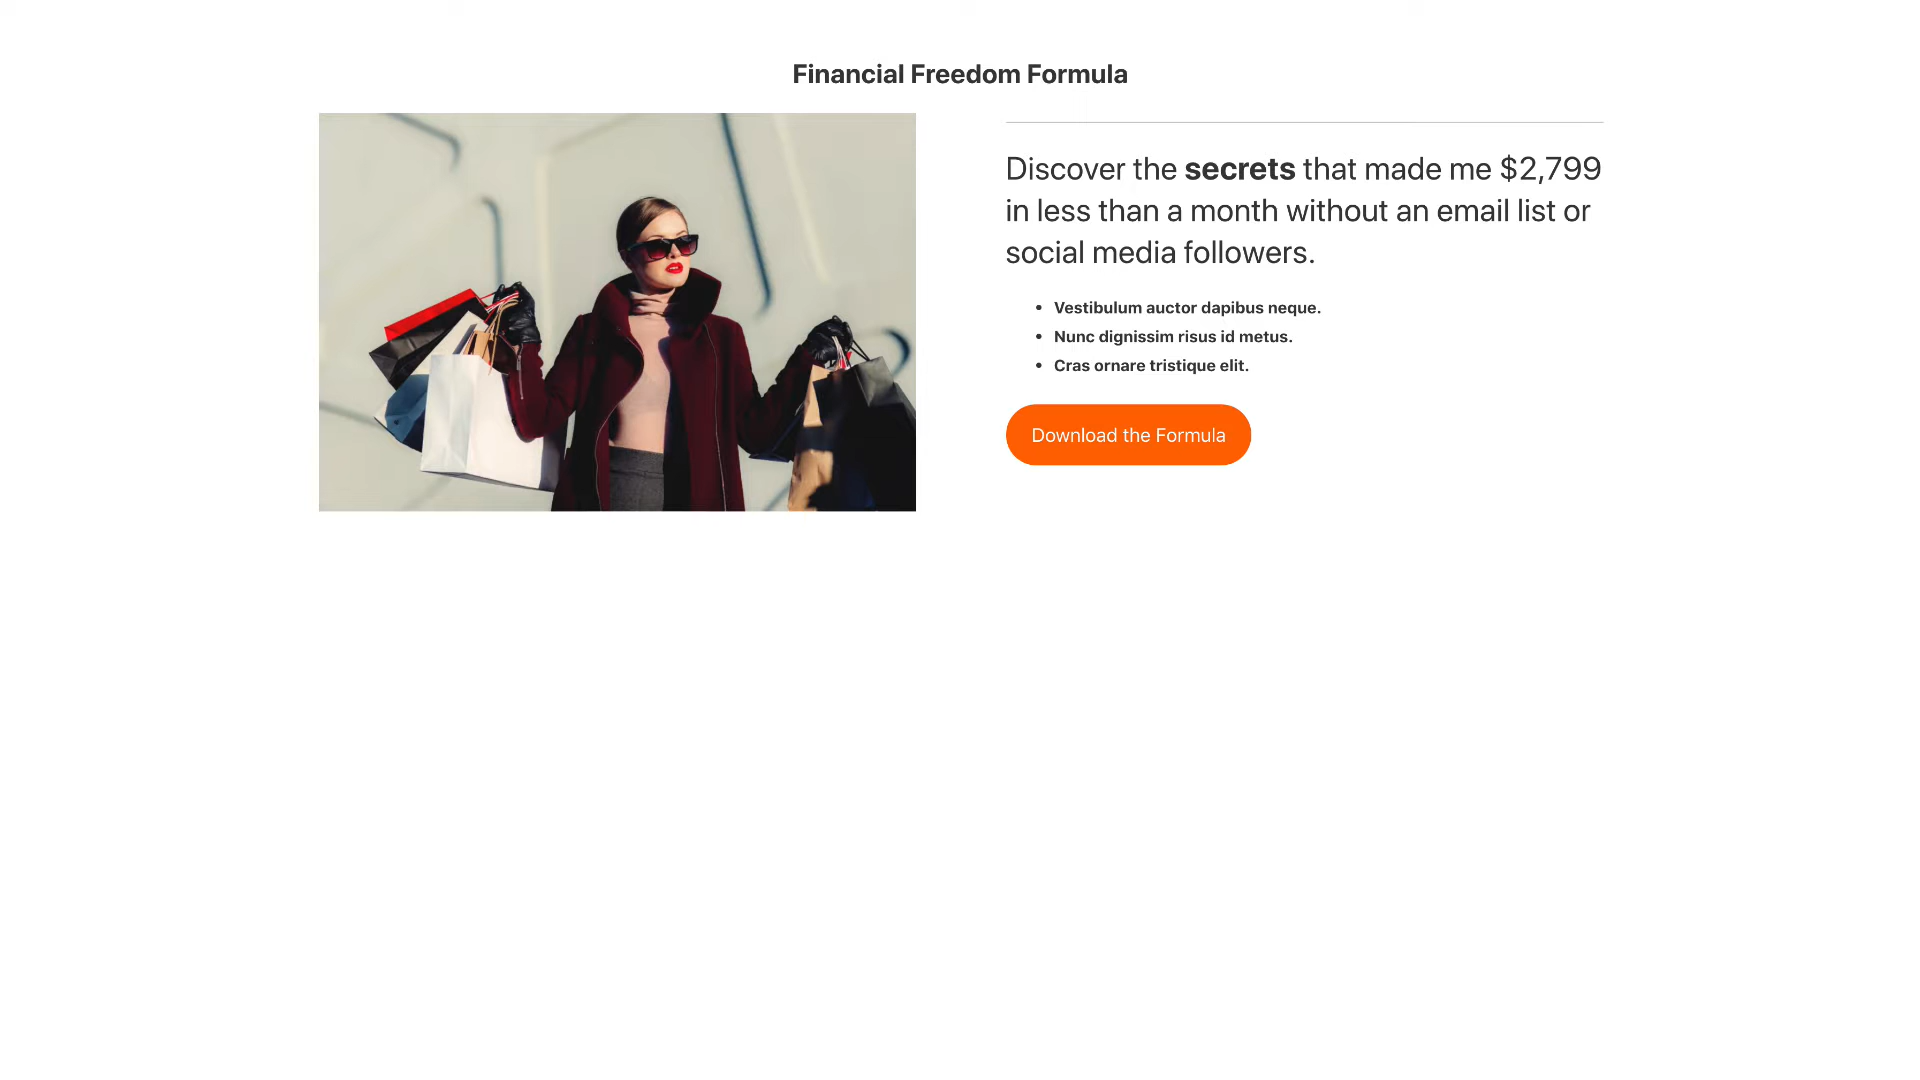 Financial Freedom Formula
Discover the secrets that made me $2,799
in less than a month without an email list or
social media followers.
• Vestibulum auctor dapibus neque.
• Nunc dignissim risus id metus.
• Cras ornare tristique elit.
Download the Formula